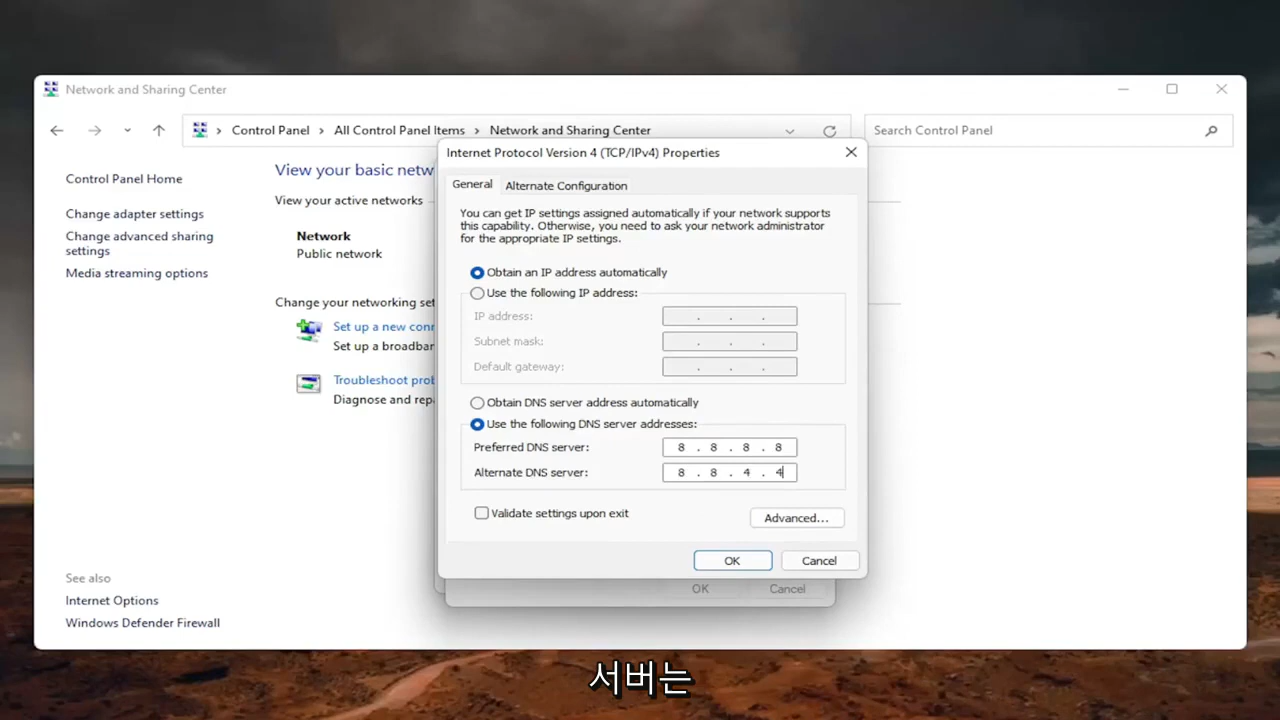 Network and Sharing Center
Control Panel > All Control Panel Items > Network and Sharing Center
Search Control Panel
Internet Protocol Version 4 (TCP/IPv4) Properties
Control Panel Home
Change adapter settings
Change advanced sharing
settings
Media streaming options
View your basic netw
View your active networks
Network
Public network
Change your networking set
Set up a new conn
Set up a broadbar
Troubleshoot prob
Diagnose and repa
General
Alternate Configuration
You can get IP settings assigned automatically if your network supports
this capability. Otherwise, you need to ask your network administrator
for the appropriate IP settings.
Obtain an IP address automatically
Use the following IP address:
IP address: . . .
Subnet mask: . . .
Default gateway: . . .
Obtain DNS server address automatically
Use the following DNS server addresses:
Preferred DNS server: 8 . 8 . 8 . 8
Alternate DNS server: 8 . 8 . 4 . 4
Validate settings upon exit
Advanced...
OK Cancel
OK Cancel
See also
Internet Options
Windows Defender Firewall
서버는